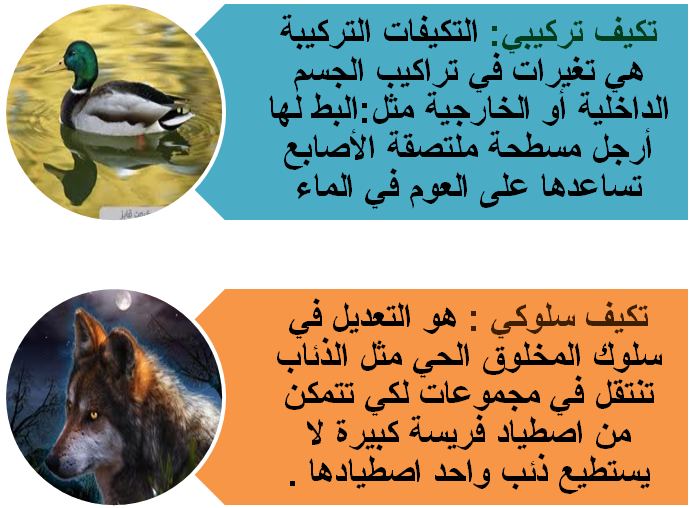 تكيف تركيبي: التكيفات التركيبة
هي تغيرات في تراكيب الجسم
الداخلية أو الخارجية مثل:البط لها
أرجل مسطحة ملتصقة الأصابع
تساعدها على العوم في الماء
تكيف سلوكي : هو التعديل في
سلوك المخلوق الحي مثل الذئاب
تنتقل في مجموعات لكي تتمكن
من اصطياد فريسة كبيرة لا
يستطيع ذئب واحد اصطيادها .